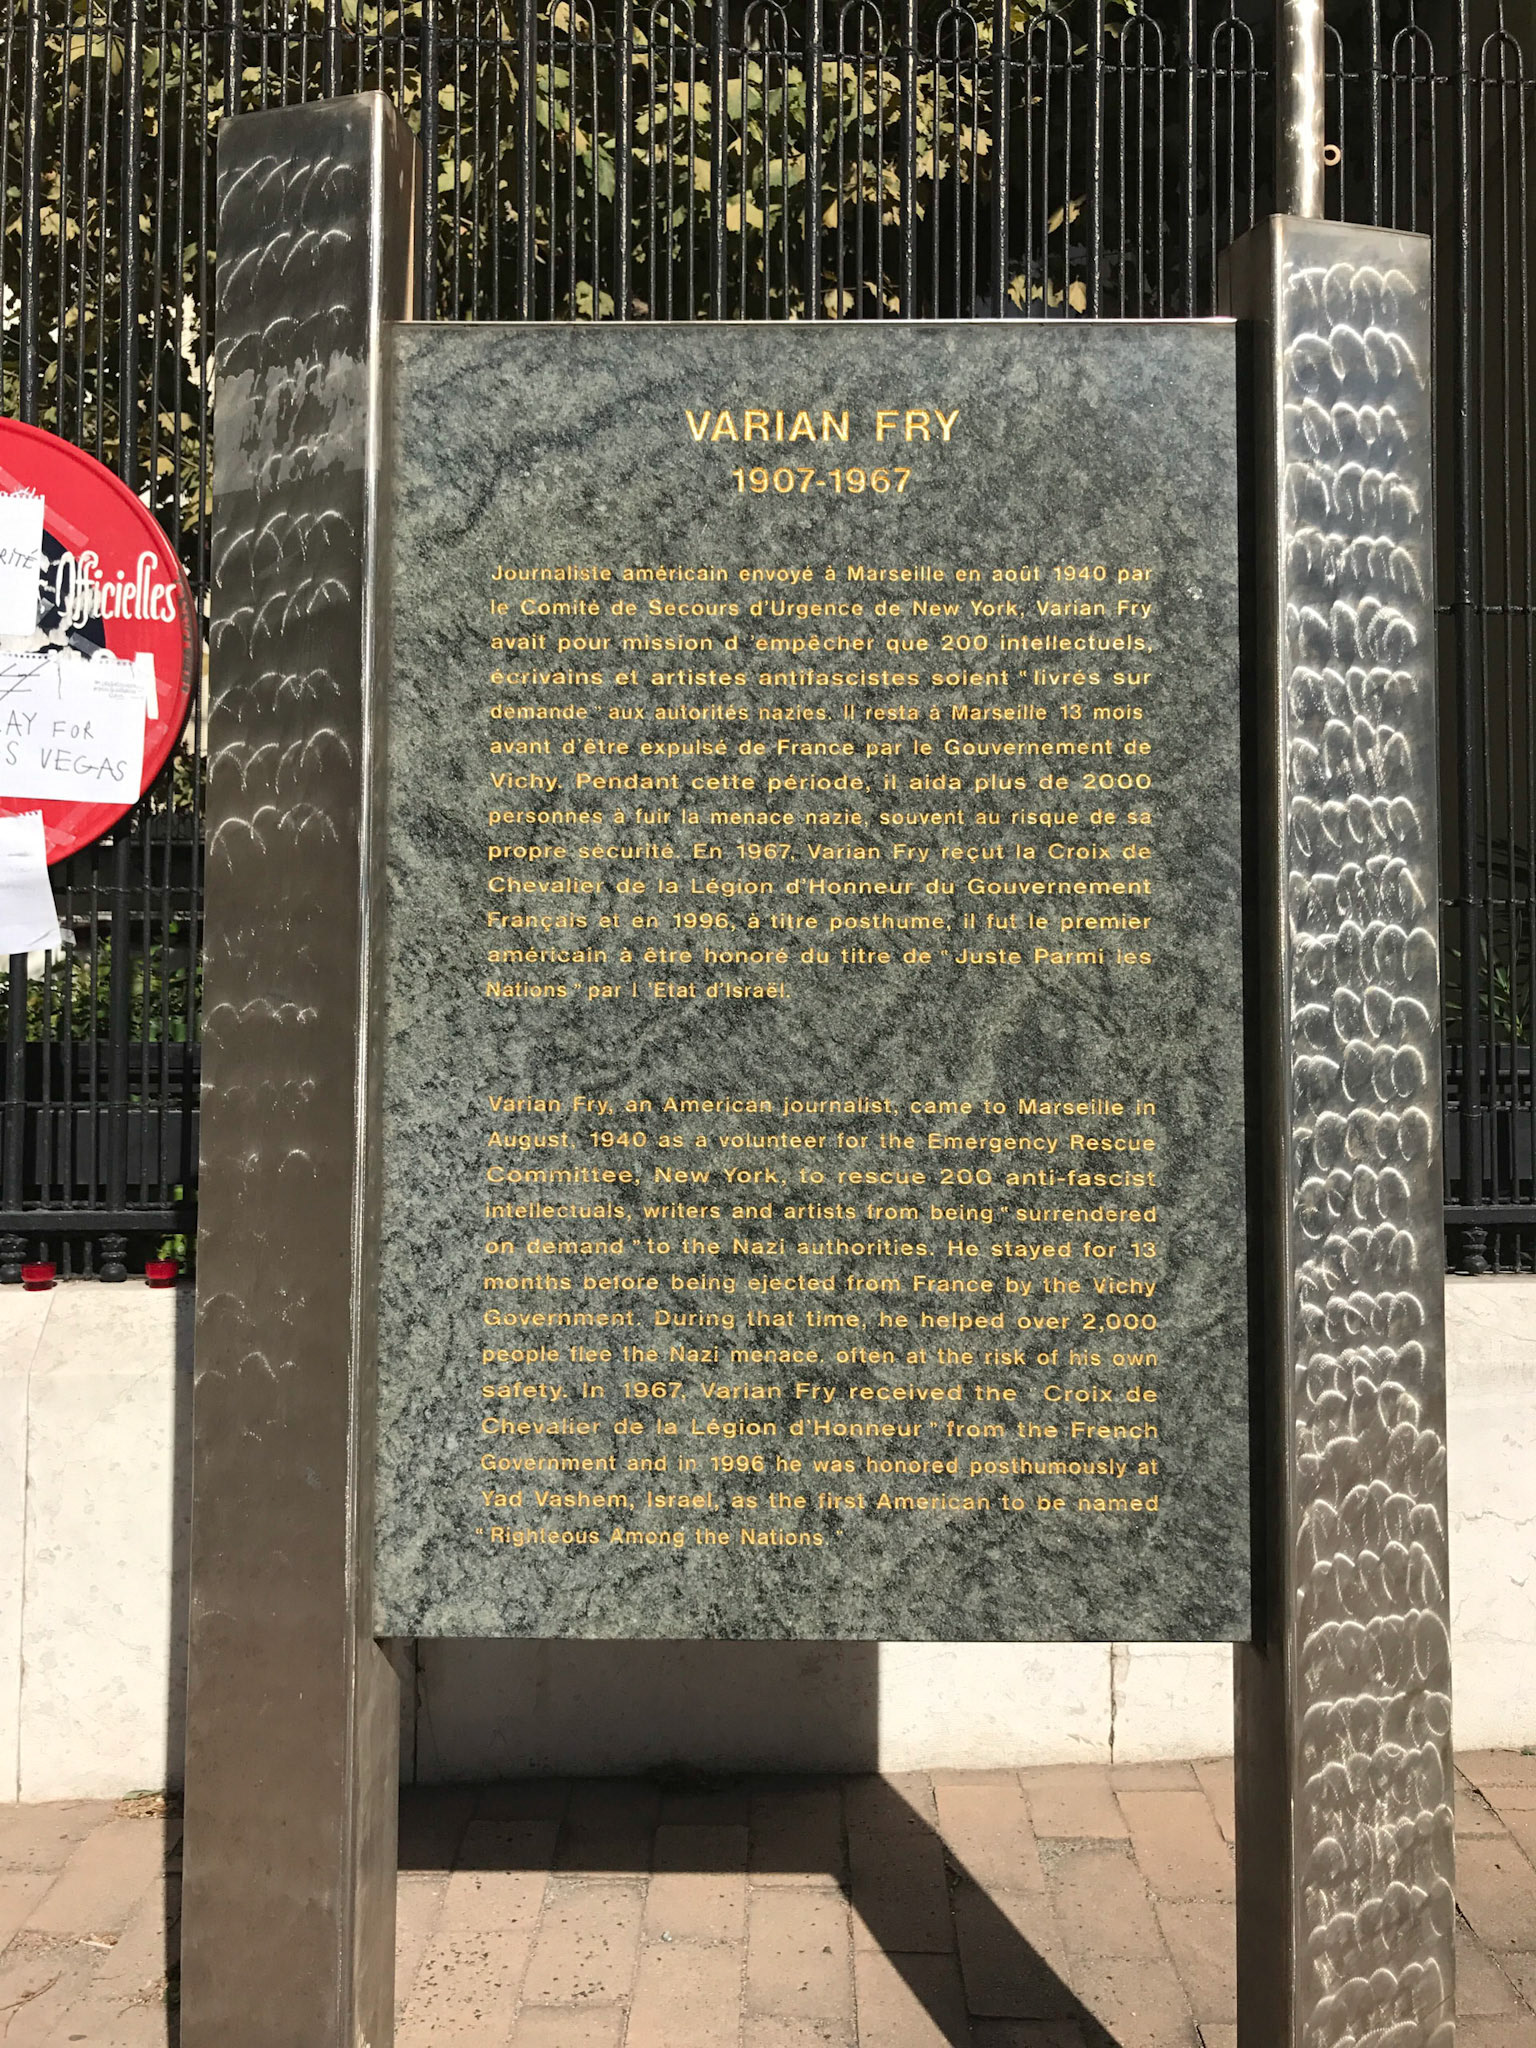 VARIAN FRY
1907-1967
Journaliste américain envoyé à Marseille en août 1940 par
le Comité de Secours d'Urgence de New York, Varian Fry
avait pour mission d 'empêcher que 200 intellectuels,
écrivains et artistes antifascistes soient "livrés sur
demande" aux autorités nazies. Il resta à Marseille 13 mois
avant d'être expulsé de France par le Gouvernement de
Vichy. Pendant cette période, il aida plus de 2000
personnes à fuir la menace nazie, souvent au risque de sa
propre sécurité. En 1967, Varian Fry reçut la Croix de
Chevalier de la Légion d'Honneur du Gouvernement
Français et en 1996, à titre posthume, il fut le premier
américain à être honoré du titre de "Juste Parmi les
Nations" par l 'Etat d'Israël.
Varian Fry, an American journalist, came to Marseille in
August, 1940 as a volunteer for the Emergency Rescue
Committee, New York, to rescue 200 anti-fascist
intellectuals, writers and artists from being "surrendered
on demand" to the Nazi authorities. He stayed for 13
months before being ejected from France by the Vichy
Government. During that time, he helped over 2,000
people flee the Nazi menace, often at the risk of his own
safety. In 1967, Varian Fry received the "Croix de
Chevalier de la Légion d'Honneur" from the French
Government and in 1996 he was honored posthumously at
Yad Vashem, Israel, as the first American to be named
"Righteous Among the Nations."
RITÉ
Officielles
AY FOR
S VEGAS